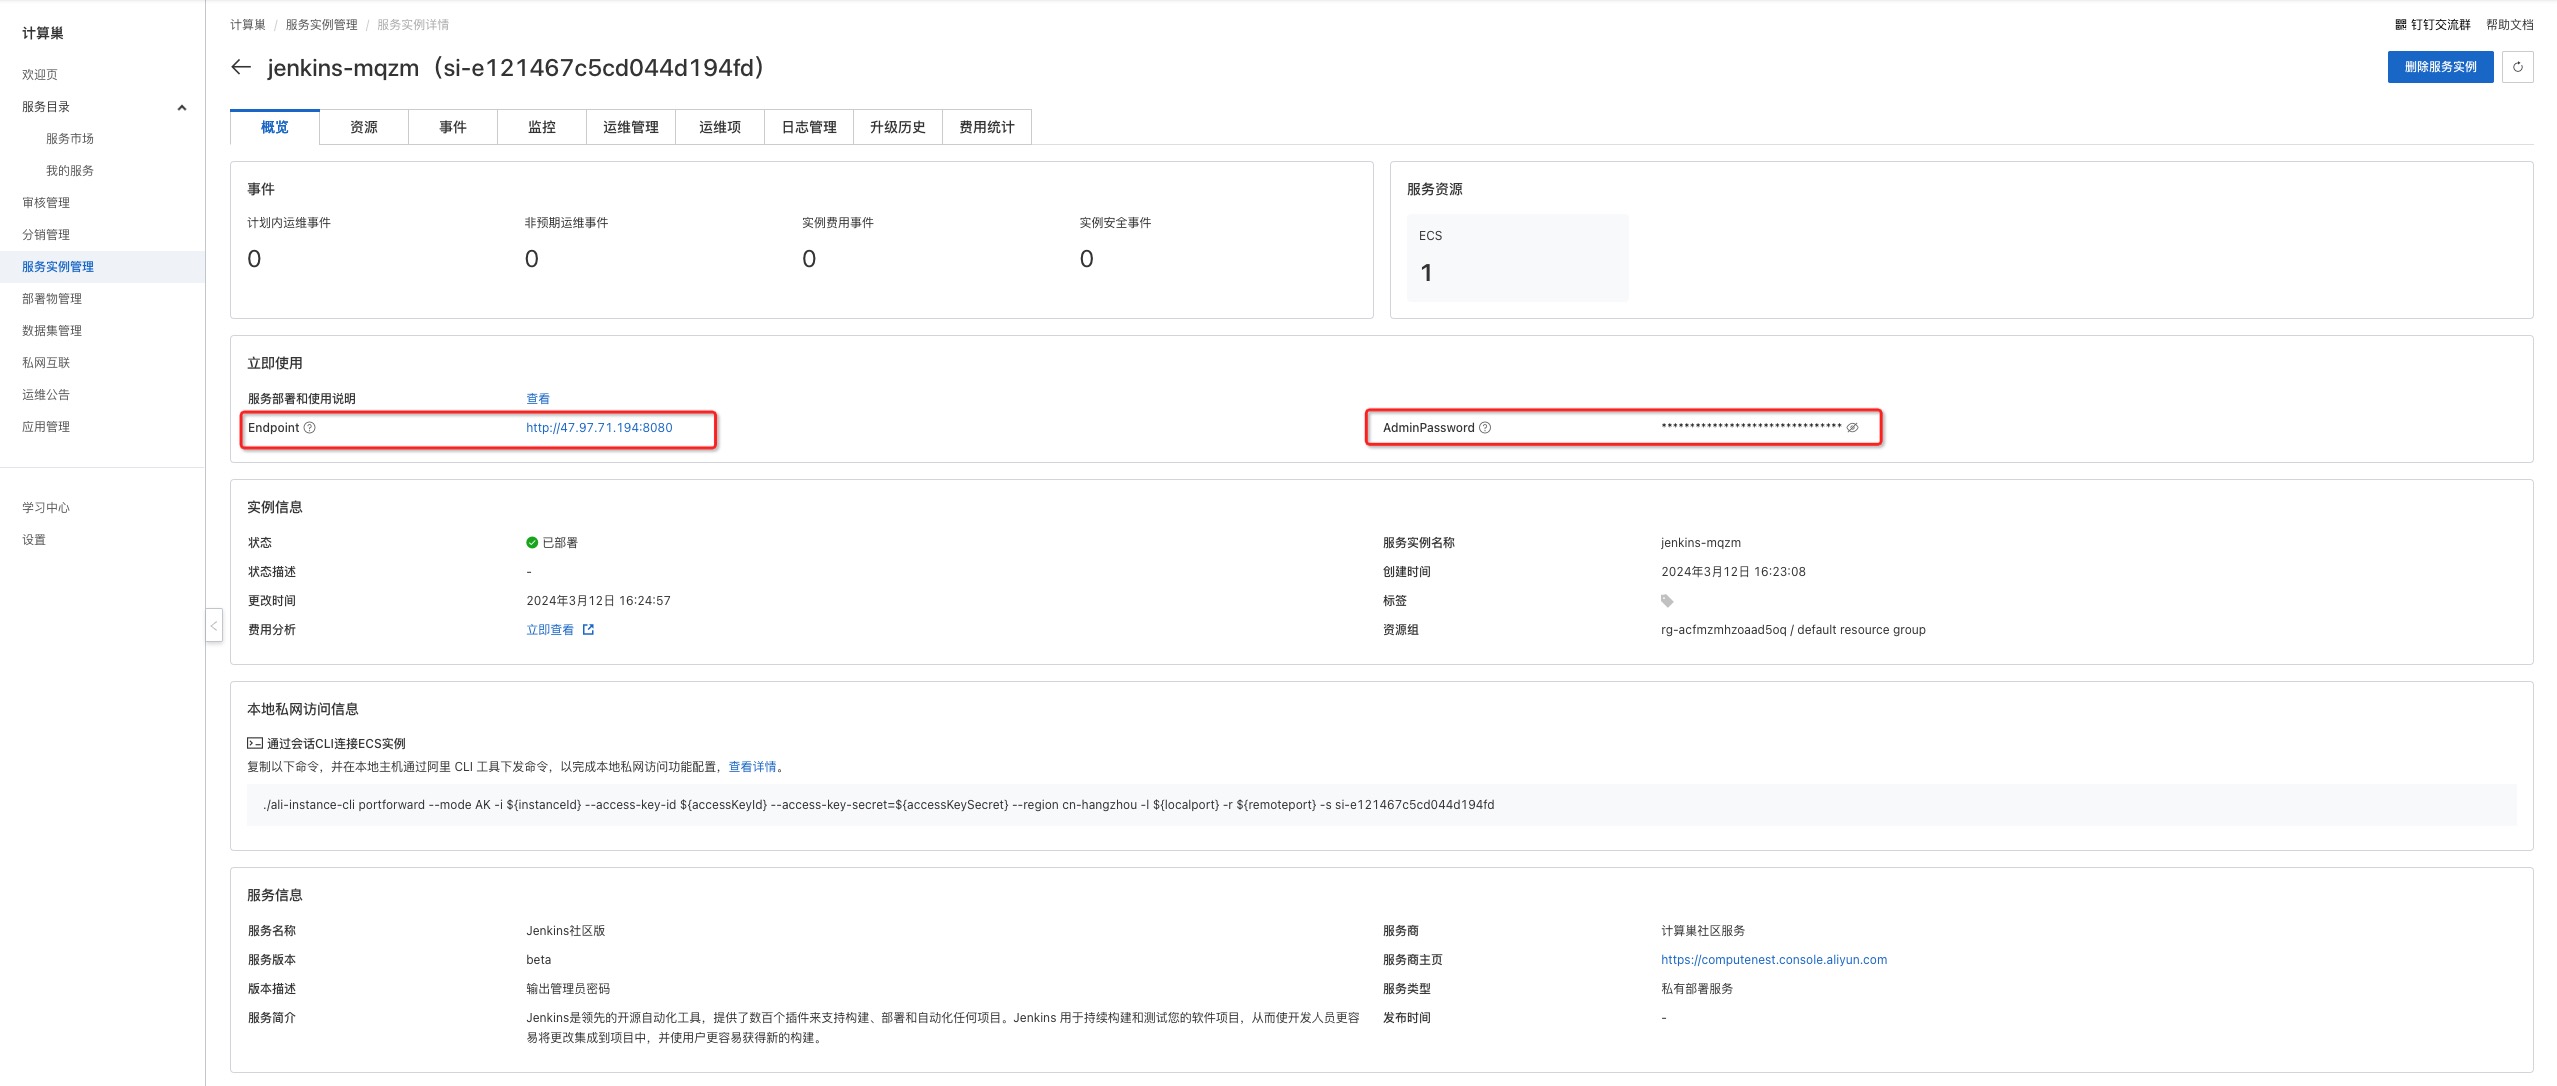 计算巢
欢迎页
服务目录
服务市场
我的服务
审核管理
分销管理
服务实例管理
部署物管理
数据集管理
私网互联
运维公告
应用管理
学习中心
设置
计算巢 / 服务实例管理 / 服务实例详情
钉钉交流群 帮助文档
jenkins-mqzm（si-e121467c5cd044d194fd）
删除服务实例
概览 资源 事件 监控 运维管理 运维项 日志管理 升级历史 费用统计
事件
计划内运维事件 非预期运维事件 实例费用事件 实例安全事件
0 0 0 0
服务资源
ECS
1
立即使用
服务部署和使用说明 查看
Endpoint http://47.97.71.194:8080
AdminPassword ********************************
实例信息
状态 已部署
服务实例名称 jenkins-mqzm
状态描述 -
创建时间 2024年3月12日 16:23:08
更改时间 2024年3月12日 16:24:57
标签
费用分析 立即查看
资源组 rg-acfmzmhzoaad5oq / default resource group
本地私网访问信息
通过会话CLI连接ECS实例
复制以下命令，并在本地主机通过阿里 CLI 工具下发命令，以完成本地私网访问功能配置，查看详情。
./ali-instance-cli portforward --mode AK -i ${instanceId} --access-key-id ${accessKeyId} --access-key-secret=${accessKeySecret} --region cn-hangzhou -l ${localport} -r ${remoteport} -s si-e121467c5cd044d194fd
服务信息
服务名称 Jenkins社区版
服务商 计算巢社区服务
服务版本 beta
服务商主页 https://computenest.console.aliyun.com
版本描述 输出管理员密码
服务类型 私有部署服务
服务简介 Jenkins是领先的开源自动化工具，提供了数百个插件来支持构建、部署和自动化任何项目。Jenkins 用于持续构建和测试您的软件项目，从而使开发人员更容
易将更改集成到项目中，并使用户更容易获得新的构建。
发布时间 -